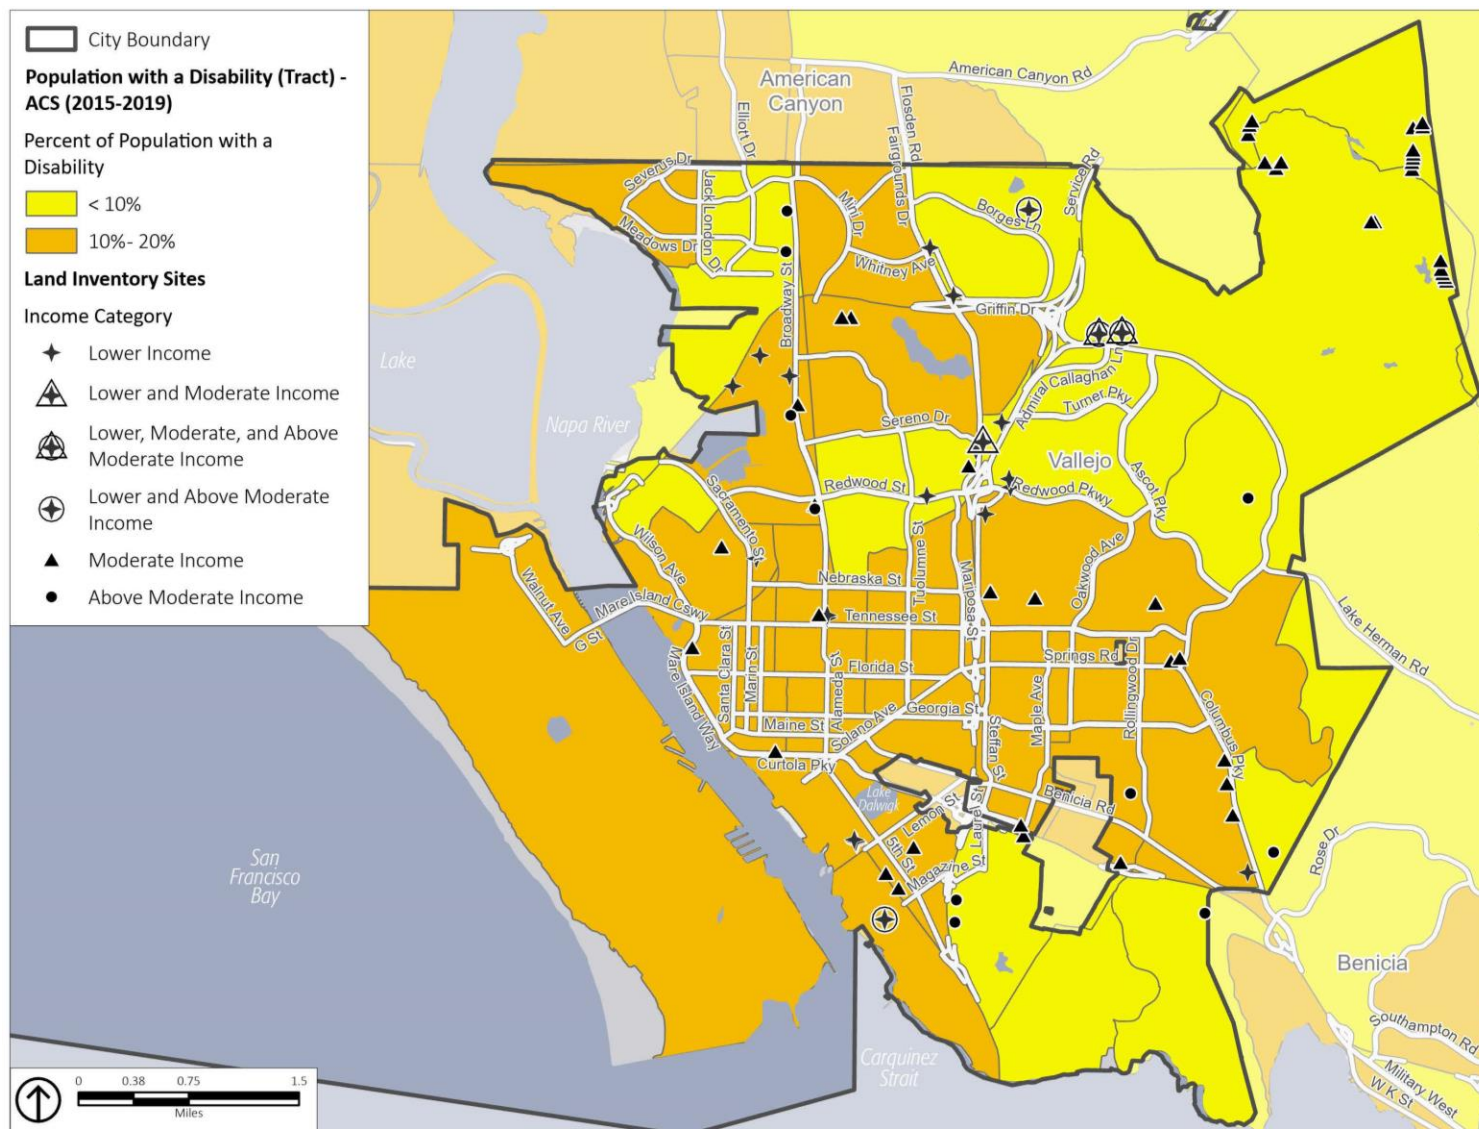 City Boundary
Population with a Disability (Tract) -
ACS (2015-2019)
Percent of Population with a
Disability
< 10%
10%- 20%
Land Inventory Sites
Income Category
Lower Income
Lower and Moderate Income
Lower, Moderate, and Above
Moderate Income
Lower and Above Moderate
Income
Moderate Income
Above Moderate Income
American
Canyon
American Canyon Rd
Elliott Dr
Flosden Rd
Fairgrounds Dr
Service Rd
Severus Dr
Jack London Dr
Meadows Dr
Mini Dr
Borges Ln
Whitney Ave
Broadway St
Griffin Dr
Lake
Napa River
Admiral Callaghan Ln
Turner Pky
Sereno Dr
Vallejo
Ascot Pky
Redwood St
Redwood Pkwy
Sacramento St
Wilson Ave
Tuolumne St
Mariposa St
Oakwood Ave
Nebraska St
Walnut Ave
G St
Mare Island Cswy
Tennessee St
Lake Herman Rd
Santa Clara St
Marin St
Florida St
Springs Rd
Rollingwood Dr
Mare Island Way
Alameda St
Solano Ave
Georgia St
Maple Ave
Columbus Pky
Maine St
Steffan St
Curtola Pky
Lake
Dalwigk
Lemon St
Laurel St
Benicia Rd
5th St
Magazine St
Rose Dr
San
Francisco
Bay
Benicia
Carquinez
Strait
Southampton Rd
Military West
W K St
0 0.38 0.75 1.5
Miles